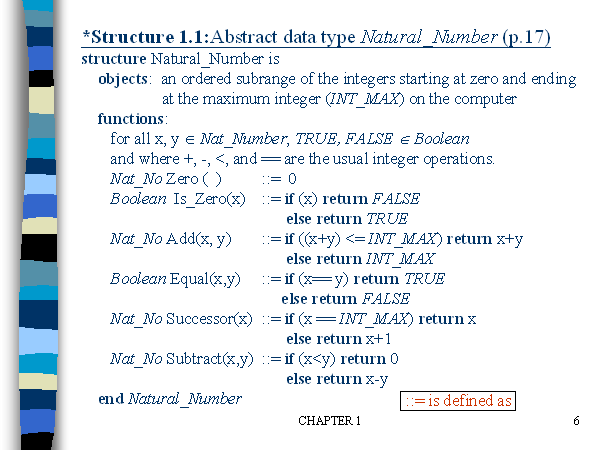 *Structure 1.1:Abstract data type Natural_Number (p.17)
structure Natural_Number is
objects: an ordered subrange of the integers starting at zero and ending
at the maximum integer (INT_MAX) on the computer
functions:
for all x, y ∈ Nat_Number, TRUE, FALSE ∈ Boolean
and where +, -, <, and == are the usual integer operations.
Nat_No Zero ( ) ::= 0
Boolean Is_Zero(x) ::= if (x) return FALSE
else return TRUE
Nat_No Add(x, y) ::= if ((x+y) <= INT_MAX) return x+y
else return INT_MAX
Boolean Equal(x,y) ::= if (x== y) return TRUE
else return FALSE
Nat_No Successor(x) ::= if (x == INT_MAX) return x
else return x+1
Nat_No Subtract(x,y) ::= if (x<y) return 0
else return x-y
end Natural_Number
::= is defined as
CHAPTER 1
6